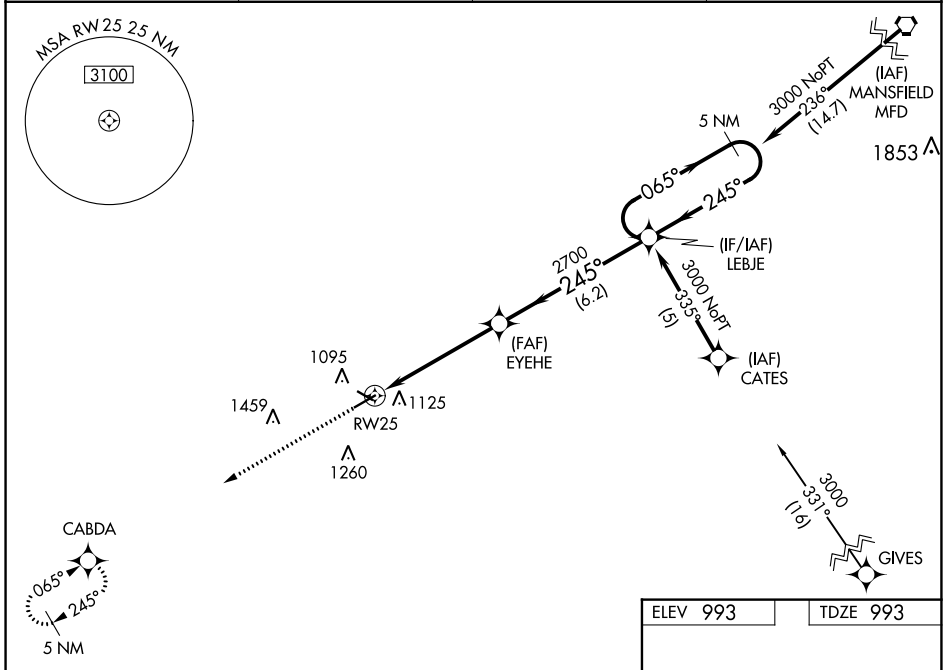 MSA RW25 25 NM
3100
(IAF)
MANSFIELD
MFD
3000 NoPT
236°
(14.7)
5 NM
1853
065°
245°
(IF/IAF)
LEBJE
2700
245°
(6.2)
3000 NoPT
335°
(5)
(FAF)
EYEHE
(IAF)
CATES
1095
1125
1459
RW25
1260
3000
331°
(16)
CABDA
GIVES
065°
245°
5 NM
ELEV 993
TDZE 993